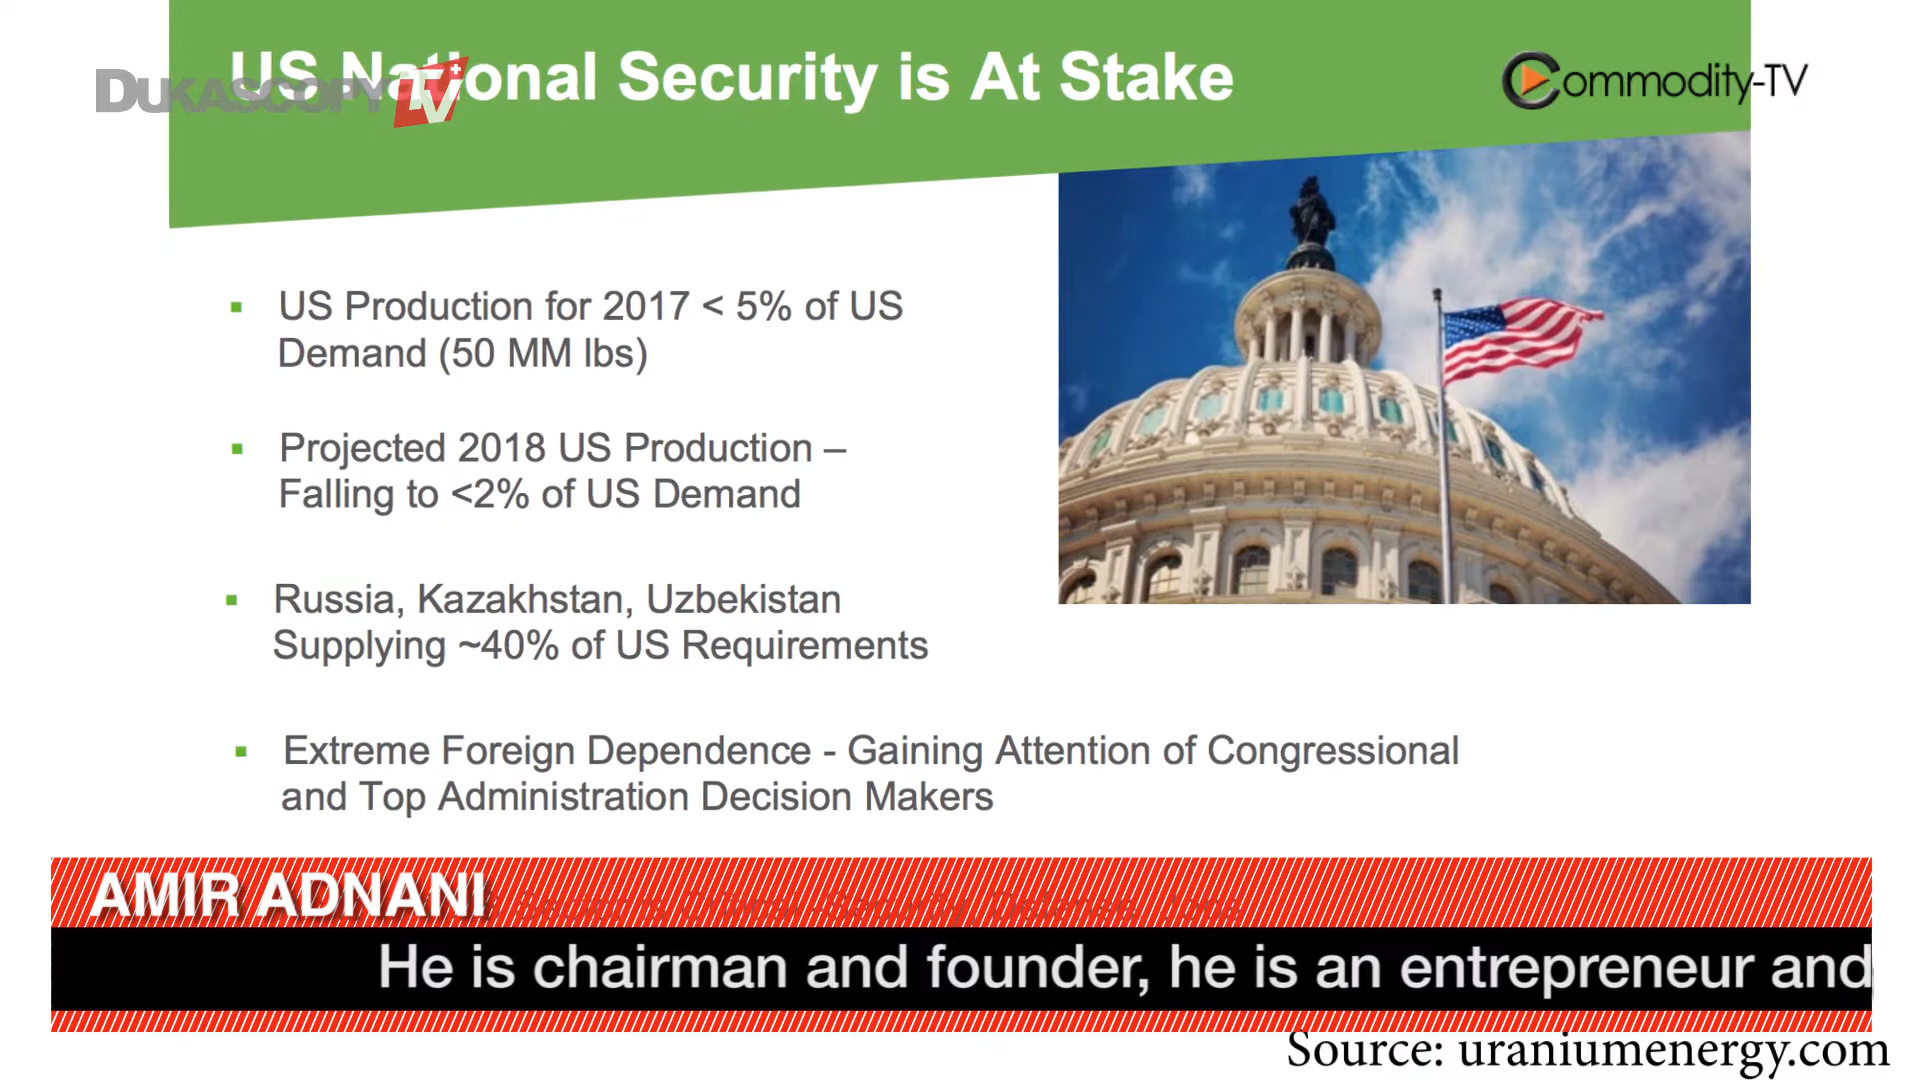 US National Security is At Stake
DUKASCOPY TV
Commodity-TV
US Production for 2017 < 5% of US
Demand (50 MM lbs)
Projected 2018 US Production –
Falling to <2% of US Demand
Russia, Kazakhstan, Uzbekistan
Supplying ~40% of US Requirements
Extreme Foreign Dependence - Gaining Attention of Congressional
and Top Administration Decision Makers
AMIR ADNANI
He is chairman and founder, he is an entrepreneur and
Source: uraniumenergy.com